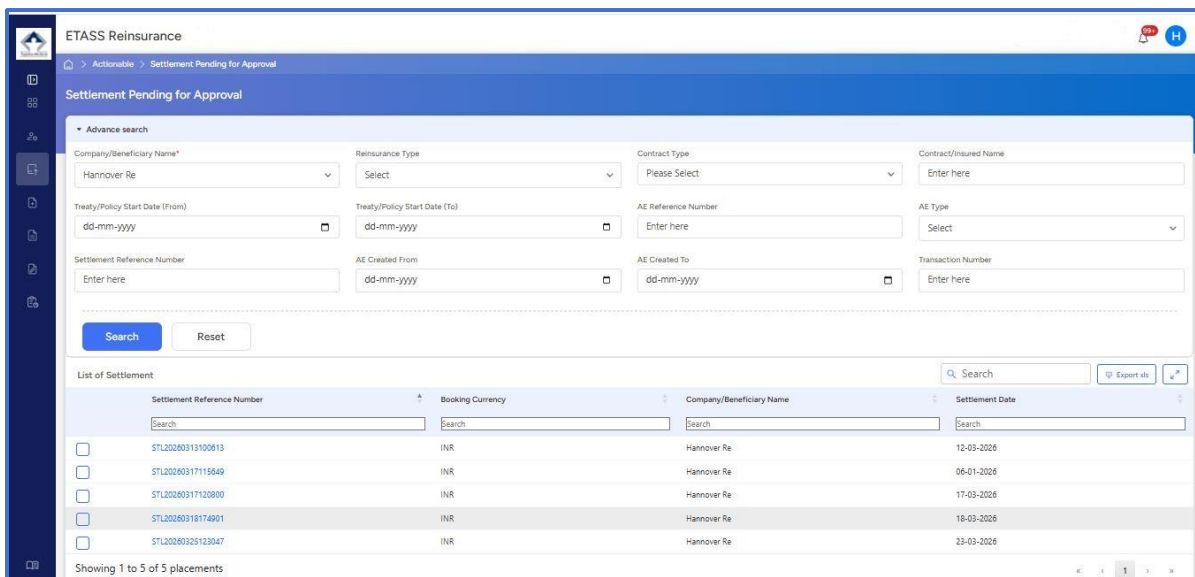 ETASS Reinsurance
99+
H
> Actionable > Settlement Pending for Approval
Settlement Pending for Approval
Advance search
Company/Beneficiary Name* Reinsurance Type Contract Type Contract/Insured Name
Hannover Re Select Please Select Enter here
Treaty/Policy Start Date (From) Treaty/Policy Start Date (To) AE Reference Number AE Type
dd-mm-yyyy dd-mm-yyyy Enter here Select
Settlement Reference Number AE Created From AE Created To Transaction Number
Enter here dd-mm-yyyy dd-mm-yyyy Enter here
Search Reset
List of Settlement Search Export xls
Settlement Reference Number Booking Currency Company/Beneficiary Name Settlement Date
Search Search Search Search
STL20260313100613 INR Hannover Re 12-03-2026
STL20260317115649 INR Hannover Re 06-01-2026
STL20260317120800 INR Hannover Re 17-03-2026
STL20260318174901 INR Hannover Re 18-03-2026
STL20260325123047 INR Hannover Re 23-03-2026
Showing 1 to 5 of 5 placements « ‹ 1 › »